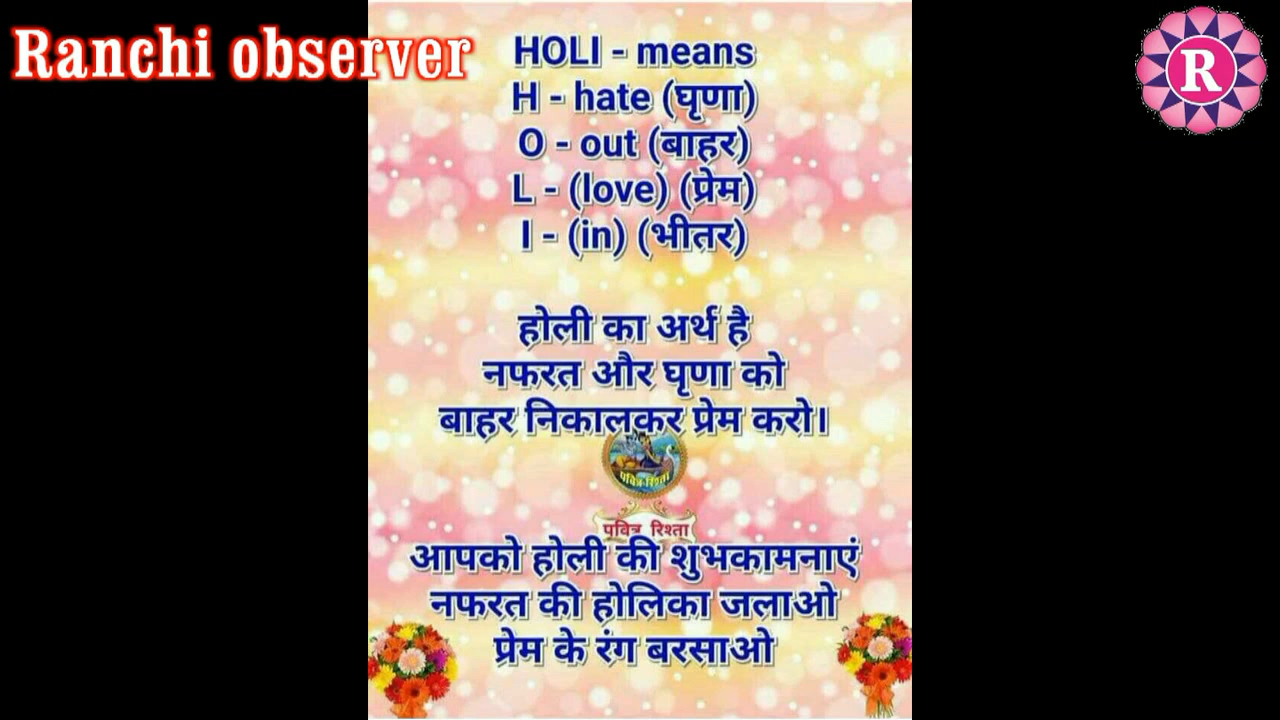 Ranchi observer
R
HOLI - means
H - hate (घृणा)
O - out (बाहर)
L - (love) (प्रेम)
I - (in) (भीतर)
होली का अर्थ है
नफरत और घृणा को
बाहर निकालकर प्रेम करो।
पवित्र-रिश्ता
पवित्र रिश्ता
आपको होली की शुभकामनाएं
नफरत की होलिका जलाओ
प्रेम के रंग बरसाओ